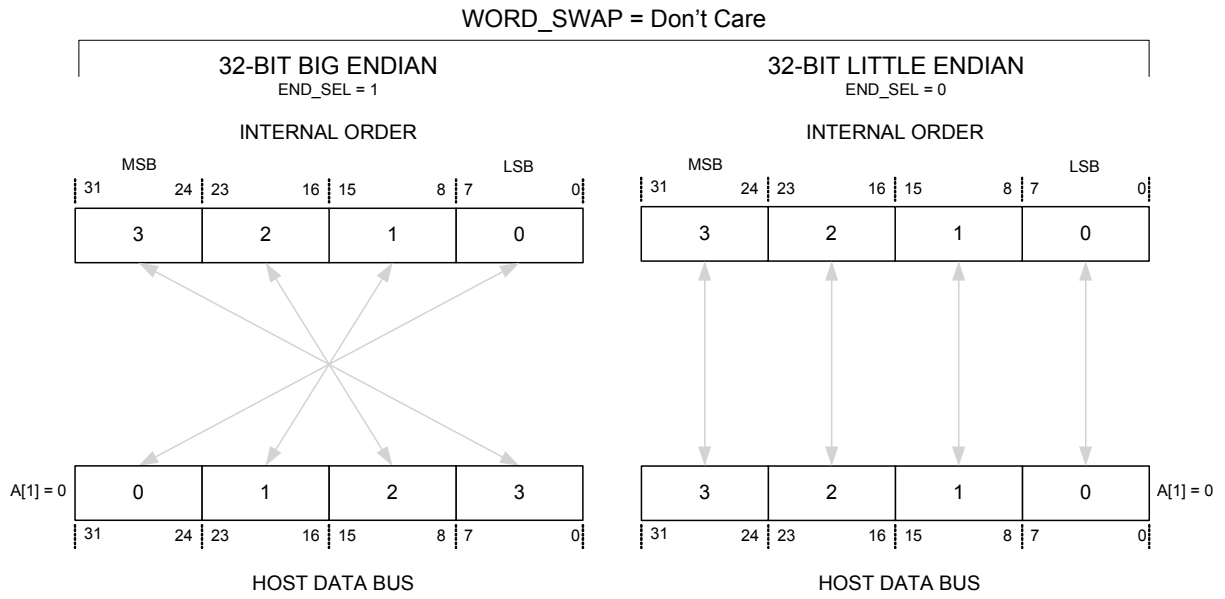 WORD_SWAP = Don't Care
32-BIT BIG ENDIAN
END_SEL = 1
INTERNAL ORDER
MSB LSB
31 24 23 16 15 8 7 0
3 2 1 0
A[1] = 0 0 1 2 3
31 24 23 16 15 8 7 0
HOST DATA BUS
32-BIT LITTLE ENDIAN
END_SEL = 0
INTERNAL ORDER
MSB LSB
31 24 23 16 15 8 7 0
3 2 1 0
3 2 1 0 A[1] = 0
31 24 23 16 15 8 7 0
HOST DATA BUS